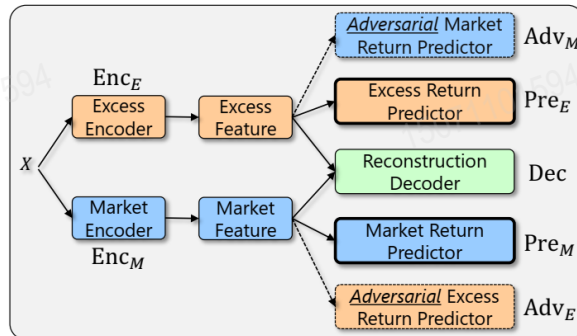 Adversarial Market
Return Predictor
Adv_M
Enc_E
Excess
Encoder
Excess
Feature
Excess Return
Predictor
Pre_E
X
Reconstruction
Decoder
Dec
Market
Encoder
Market
Feature
Market Return
Predictor
Pre_M
Enc_M
Adversarial Excess
Return Predictor
Adv_E